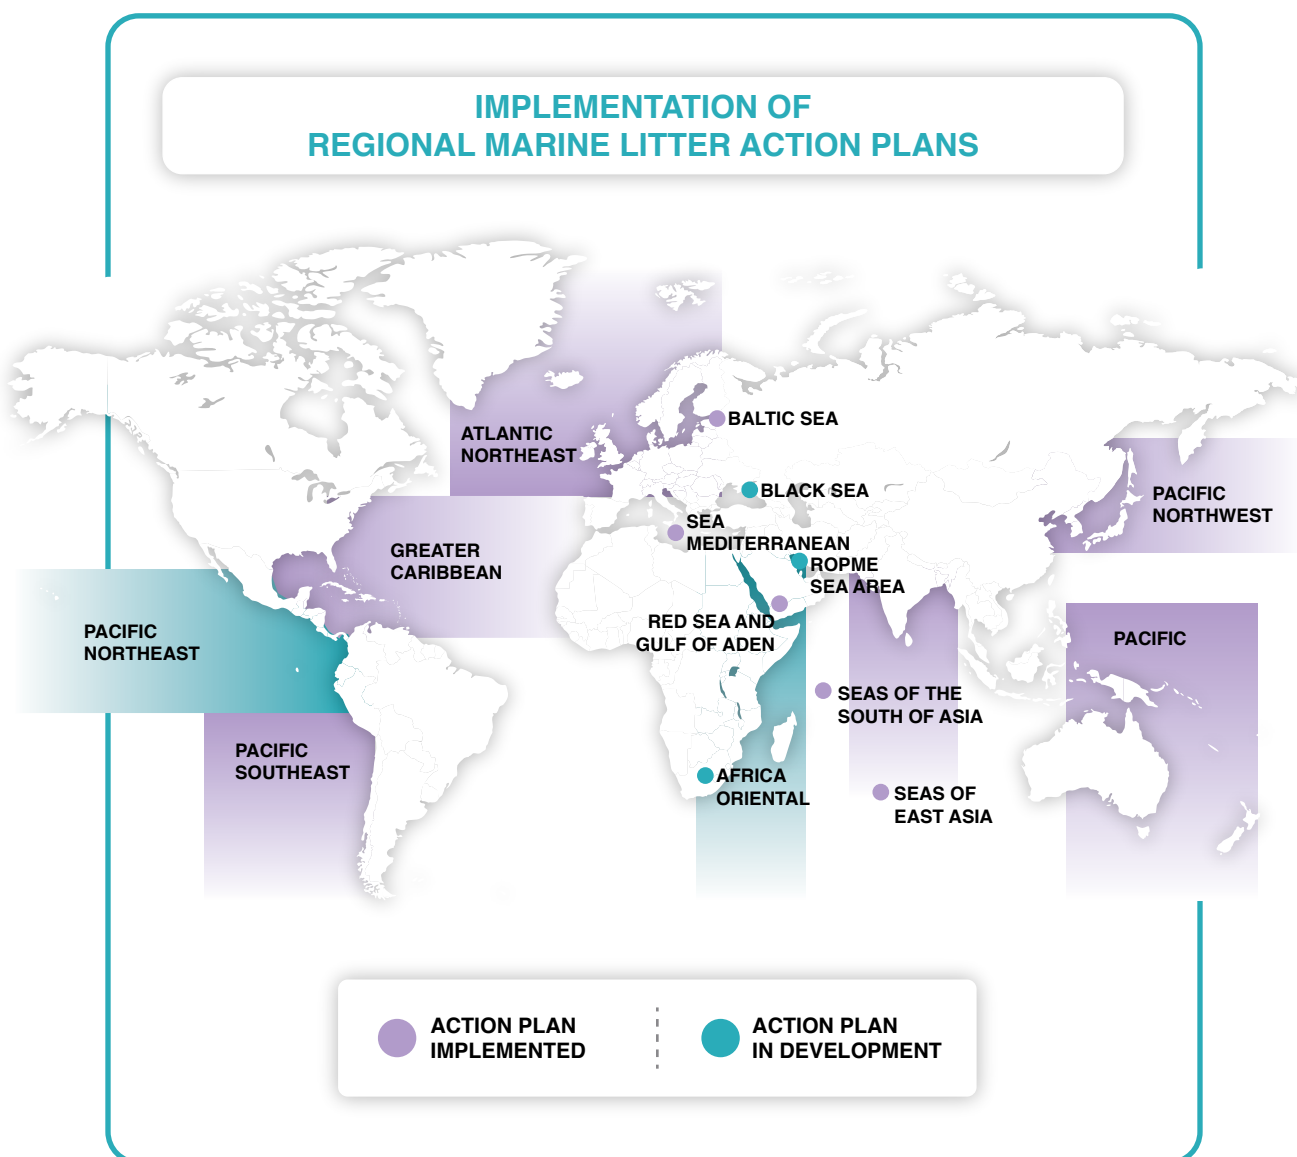 IMPLEMENTATION OF
REGIONAL MARINE LITTER ACTION PLANS
BALTIC SEA
ATLANTIC
NORTHEAST
BLACK SEA
PACIFIC
NORTHWEST
SEA
MEDITERRANEAN
GREATER
CARIBBEAN
ROPME
SEA AREA
RED SEA AND
GULF OF ADEN
PACIFIC
NORTHEAST
PACIFIC
SEAS OF THE
SOUTH OF ASIA
PACIFIC
SOUTHEAST
AFRICA
ORIENTAL
SEAS OF
EAST ASIA
ACTION PLAN
IMPLEMENTED
ACTION PLAN
IN DEVELOPMENT